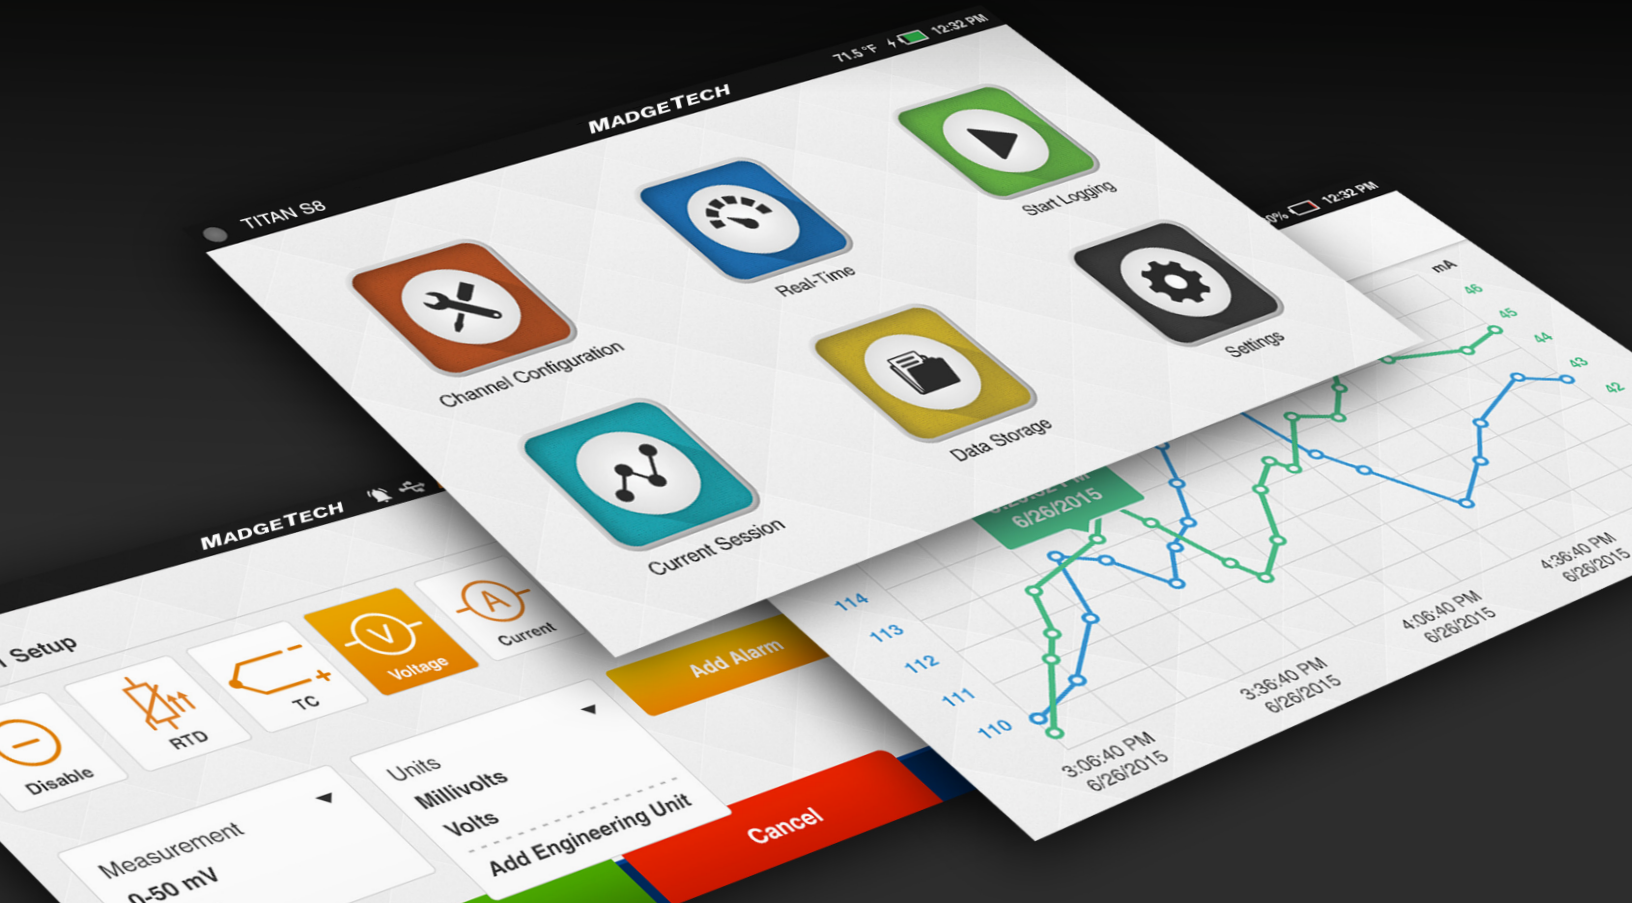 71.5 °F 12:32 PM
MADGETECH
TITAN S8
Start Logging
Real-Time
Channel Configuration
Settings
Data Storage
Current Session
12:32 PM
mA
46
45
44
43
42
6/26/2015
114
113
112
111
110
3:06:40 PM
6/26/2015
3:36:40 PM
6/26/2015
4:06:40 PM
6/26/2015
4:36:40 PM
6/26/2015
MADGETECH
Setup
Disable
RTD
TC
Voltage
V
Current
A
Add Alarm
Measurement
0-50 mV
Units
Millivolts
Volts
Add Engineering Unit
Cancel